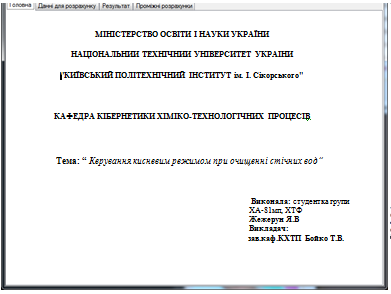 Головна Данні для розрахунку Результат Проміжні розрахунки
МІНІСТЕРСТВО ОСВІТИ І НАУКИ УКРАЇНИ
НАЦІОНАЛЬНИЙ ТЕХНІЧНИЙ УНІВЕРСИТЕТ УКРАЇНИ
"КИЇВСЬКИЙ ПОЛІТЕХНІЧНИЙ ІНСТИТУТ ім. І. Сікорського"
КАФЕДРА КІБЕРНЕТИКИ ХІМІКО-ТЕХНОЛОГІЧНИХ ПРОЦЕСІВ
Тема: “ Керування кисневим режимом при очищенні стічних вод”
Виконала: студентка групи
ХА-81мп, ХТФ
Жежерун Я.В
Викладач:
зав.каф.КХТП Бойко Т.В.